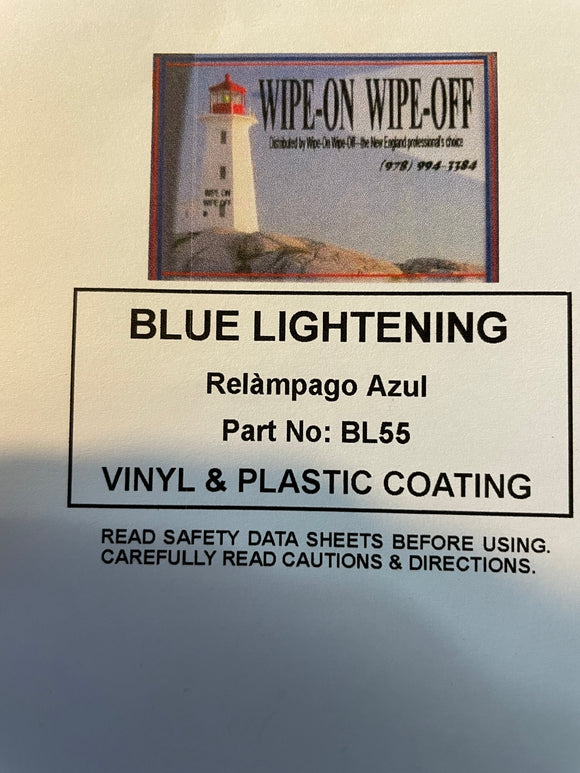 WIPE-ON WIPE-OFF
Distributed by Wipe-On Wipe-Off—the New England professional's choice
(978) 994-3384
WIPE ON
WIPE OFF
BLUE LIGHTENING
Relàmpago Azul
Part No: BL55
VINYL & PLASTIC COATING
READ SAFETY DATA SHEETS BEFORE USING.
CAREFULLY READ CAUTIONS & DIRECTIONS.